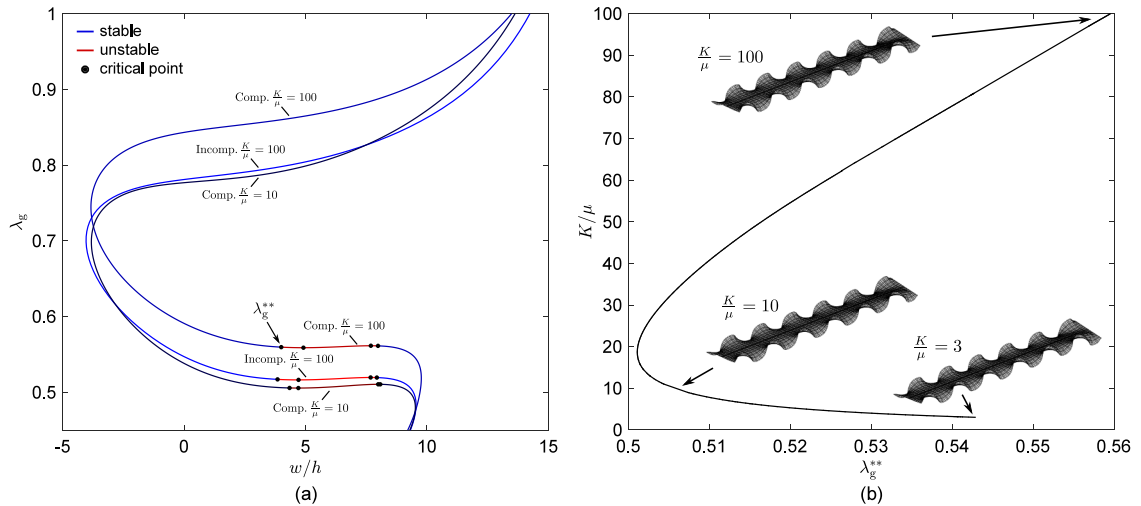 stable
unstable
critical point
Comp. K/μ = 100
Incomp. K/μ = 100
Comp. K/μ = 10
λg**
Comp. K/μ = 100
Incomp. K/μ = 100
Comp. K/μ = 10
1
0.9
0.8
0.7
0.6
0.5
λg
-5
0
5
10
15
w/h
(a)
K/μ = 100
K/μ = 10
K/μ = 3
100
90
80
70
60
50
40
30
20
10
0
K/μ
0.5
0.51
0.52
0.53
0.54
0.55
0.56
λg**
(b)